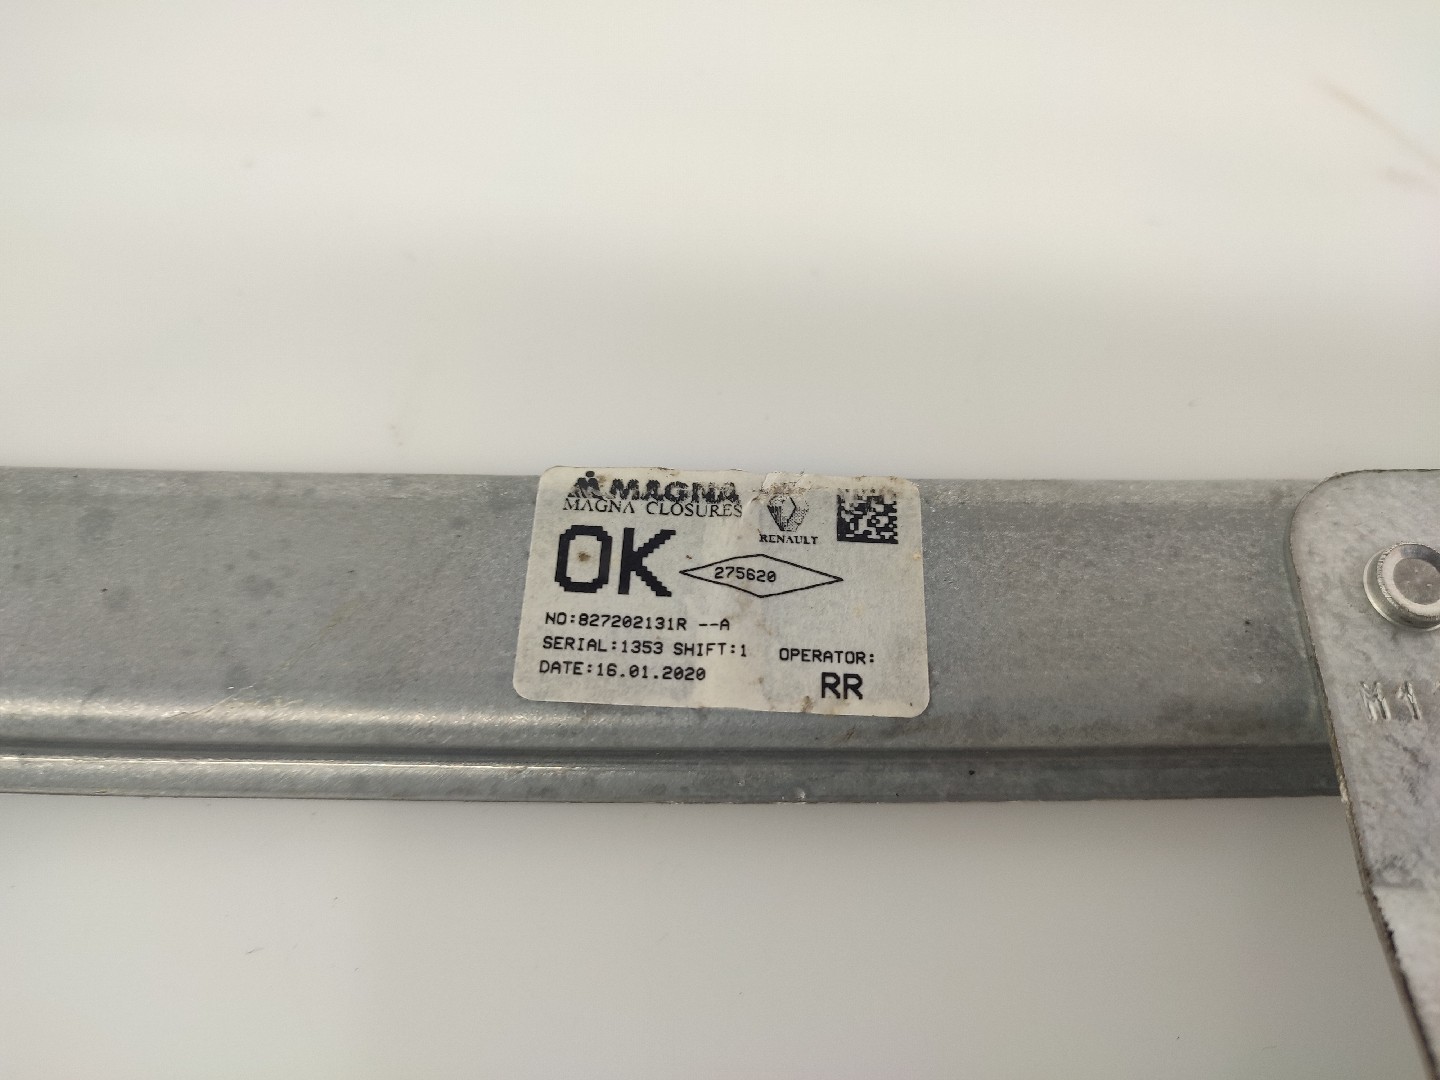 MAGNA
MAGNA CLOSURES
RENAULT
OK
275620
NO:827202131R --A
SERIAL:1353 SHIFT:1 OPERATOR:
DATE:16.01.2020 RR